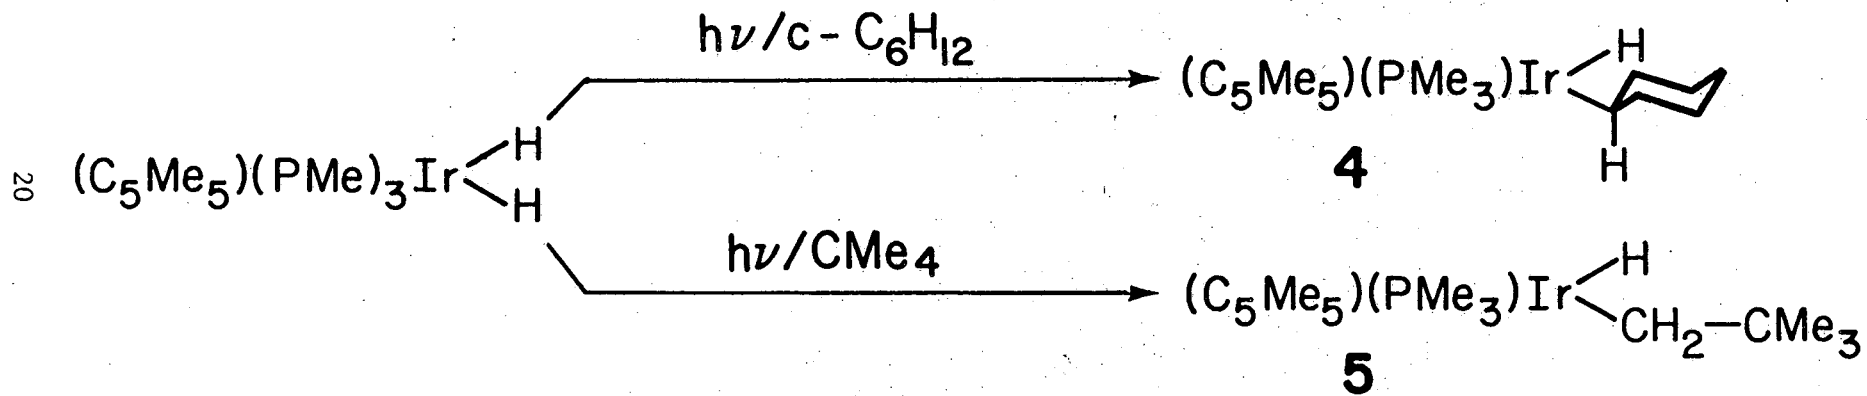 hν/c-C₆H₁₂
(C₅Me₅)(PMe₃)Ir
H
H
4
20
(C₅Me₅)(PMe)₃Ir
H
H
hν/CMe₄
(C₅Me₅)(PMe₃)Ir
H
CH₂-CMe₃
5